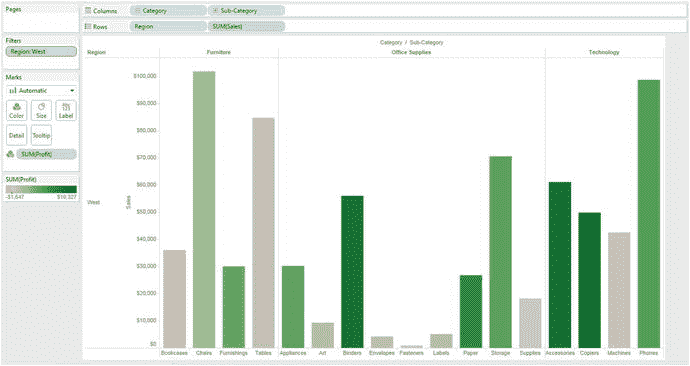 Pages
Columns
Category
Sub-Category
Rows
Region
SUM(Sales)
Filters
Region: West
Marks
Automatic
Color
Size
Label
Detail
Tooltip
SUM(Profit)
SUM(Profit)
-$1,647
$19,327
Category / Sub-Category
Region
Furniture
Office Supplies
Technology
$100,000
$90,000
$80,000
$70,000
$60,000
$50,000
$40,000
$30,000
$20,000
$10,000
$0
Sales
West
Bookcases Chairs Furnishings Tables Appliances Art Binders Envelopes Fasteners Labels Paper Storage Supplies Accessories Copiers Machines Phones